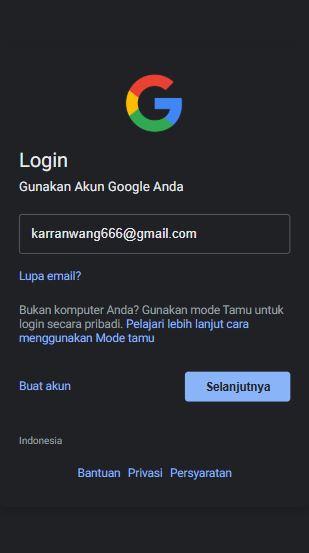 Login
Gunakan Akun Google Anda
karranwang666@gmail.com
Lupa email?
Bukan komputer Anda? Gunakan mode Tamu untuk
login secara pribadi. Pelajari lebih lanjut cara
menggunakan Mode tamu
Buat akun
Selanjutnya
Indonesia
Bantuan Privasi Persyaratan